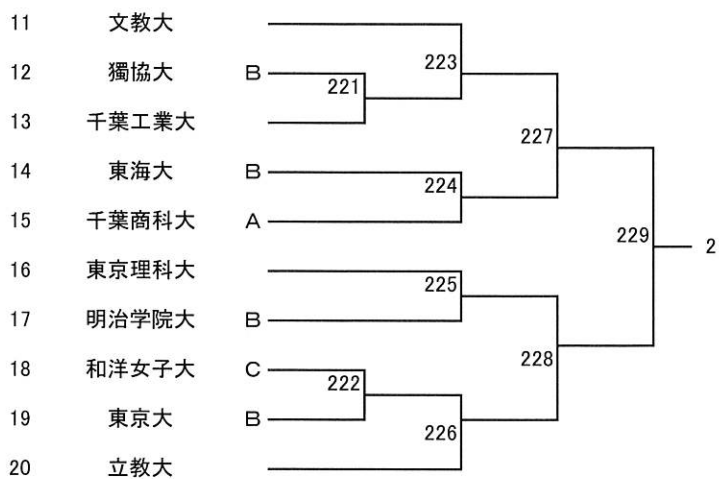 11 文教大
223
12 獨協大 B
221
13 千葉工業大
227
14 東海大 B
224
15 千葉商科大 A
229 2
16 東京理科大
225
17 明治学院大 B
228
18 和洋女子大 C
222
19 東京大 B
226
20 立教大